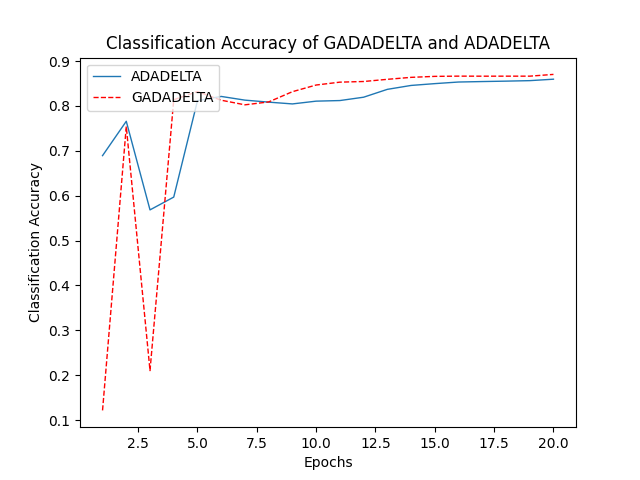 Classification Accuracy of GADADELTA and ADADELTA
ADADELTA
GADADELTA
Classification Accuracy
0.9
0.8
0.7
0.6
0.5
0.4
0.3
0.2
0.1
2.5 5.0 7.5 10.0 12.5 15.0 17.5 20.0
Epochs